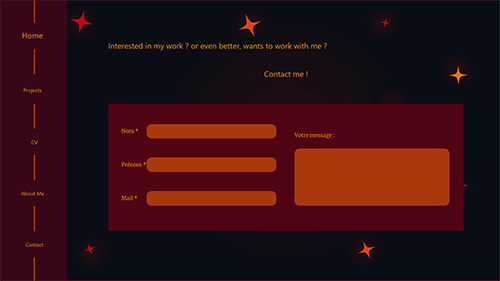 Home
Projects
CV
About Me
Contact
Interested in my work ? or even better, wants to work with me ?
Contact me !
Nom *
Prénom *
Mail *
Votre message :